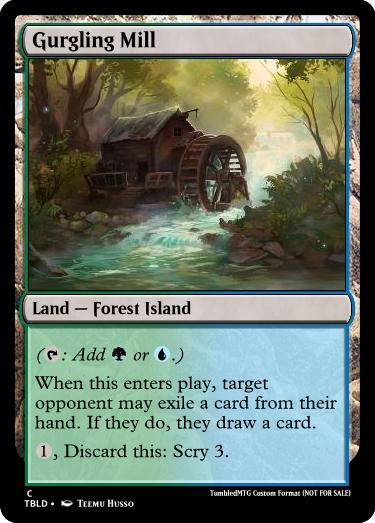 Gurgling Mill
Land — Forest Island
(: Add or .)
When this enters play, target
opponent may exile a card from their
hand. If they do, they draw a card.
1, Discard this: Scry 3.
C
TBLD • Teemu Husso
TumbledMTG Custom Format (NOT FOR SALE)